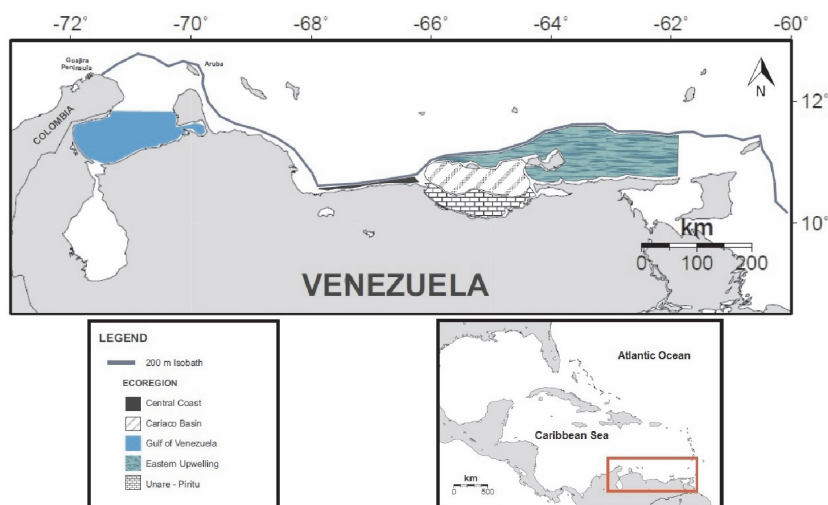 -72° -70° -68° -66° -65° -64° -62° -60°
Guajira
Peninsula
Aruba
COLOMBIA
N
12°
km
10°
0 100 200
VENEZUELA
LEGEND
200 m Isobath
ECOREGION
Central Coast
Cariaco Basin
Gulf of Venezuela
Eastern Upwelling
Unare - Piritu
Atlantic Ocean
Caribbean Sea
km
0 500